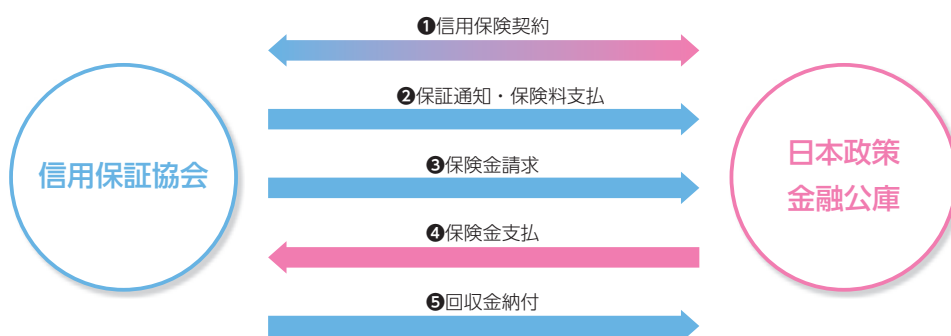 ❶信用保険契約
❷保証通知・保険料支払
信用保証協会
❸保険金請求
日本政策
金融公庫
❹保険金支払
❺回収金納付